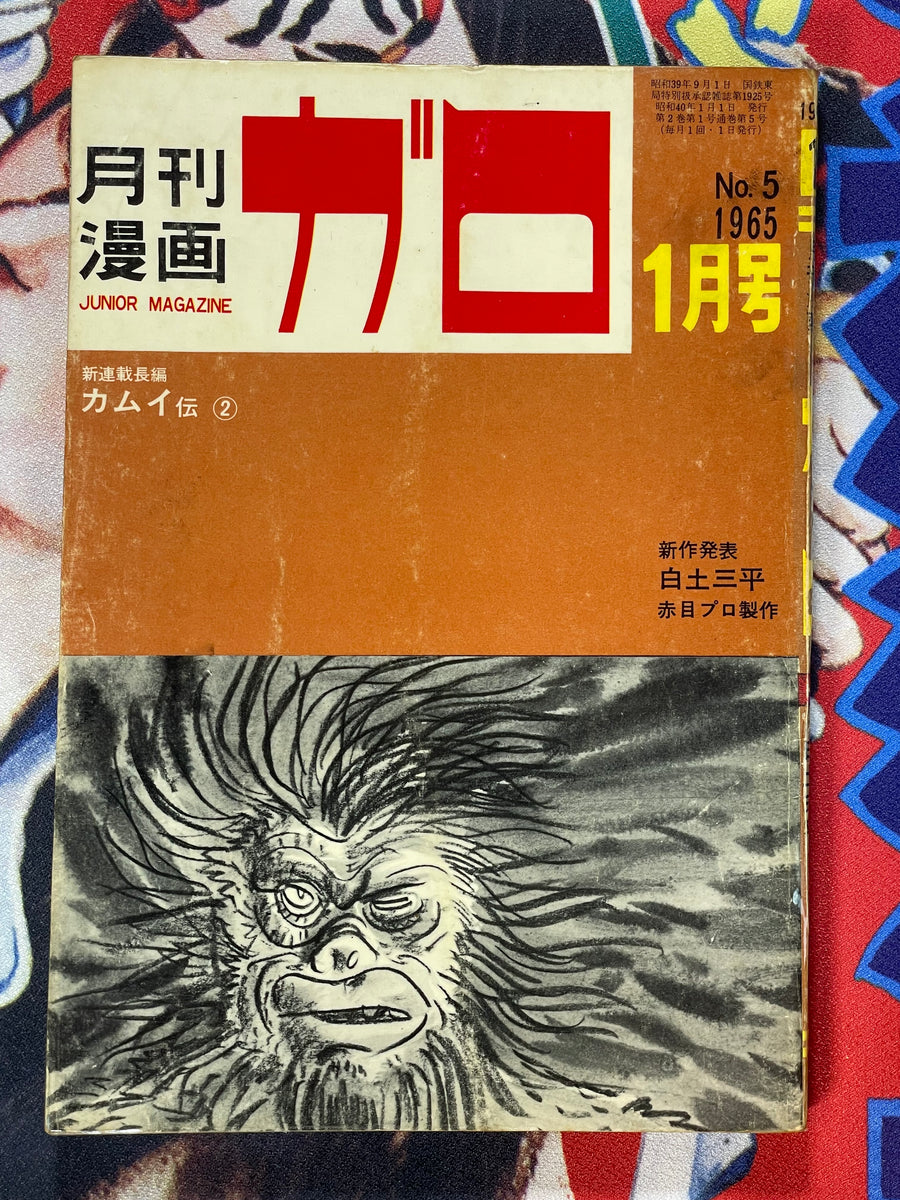 月刊
漫画
JUNIOR MAGAZINE
ガロ
昭和39年9月1日 国鉄東
局特別扱承認雑誌第1925号
昭和40年1月1日 発行
第2巻第1号通巻第5号
(毎月1回・1日発行)
No. 5
1965
1月号
新連載長編
カムイ伝 ②
新作発表
白土三平
赤目プロ製作
19